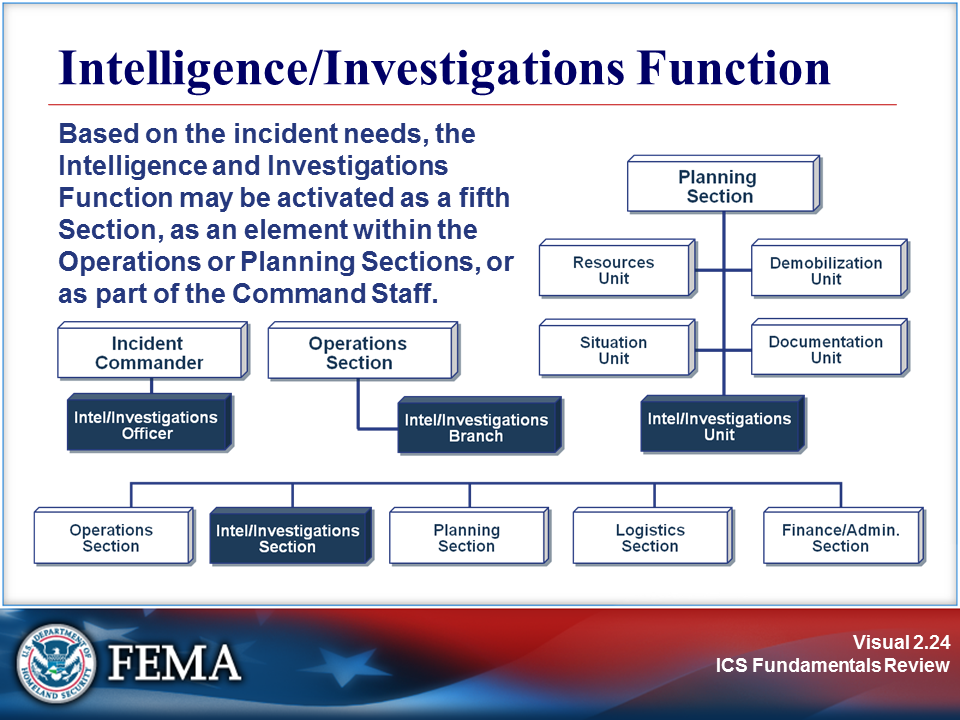 Intelligence/Investigations Function
Based on the incident needs, the
Intelligence and Investigations
Function may be activated as a fifth
Section, as an element within the
Operations or Planning Sections, or
as part of the Command Staff.
Planning
Section
Resources
Unit
Demobilization
Unit
Situation
Unit
Documentation
Unit
Intel/Investigations
Unit
Incident
Commander
Intel/Investigations
Officer
Operations
Section
Intel/Investigations
Branch
Operations
Section
Intel/Investigations
Section
Planning
Section
Logistics
Section
Finance/Admin.
Section
U.S. DEPARTMENT OF
HOMELAND SECURITY
FEMA
Visual 2.24
ICS Fundamentals Review